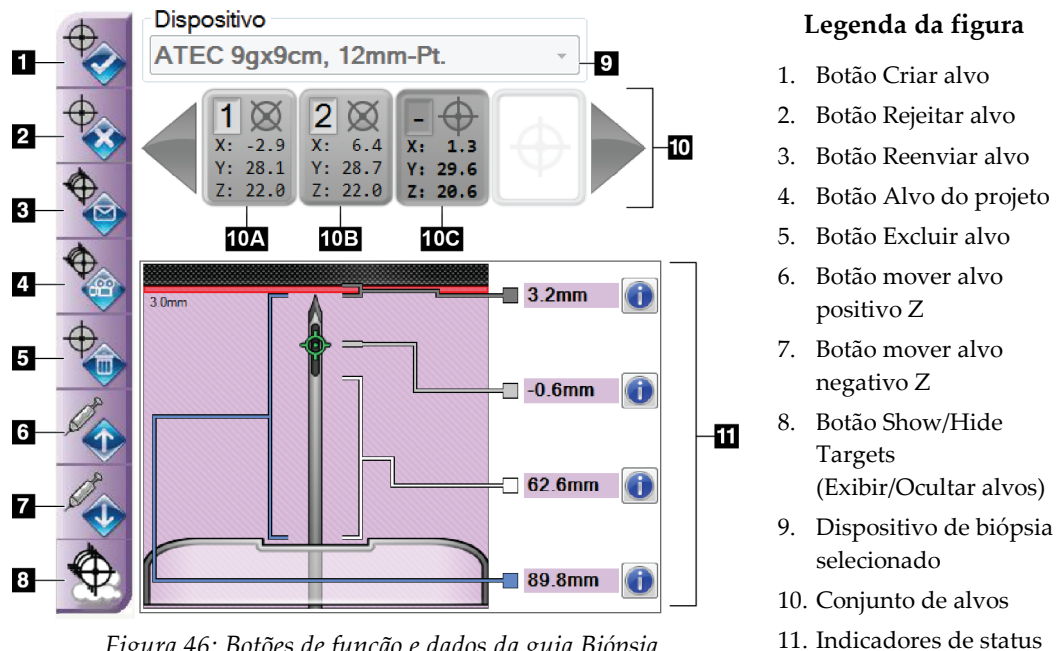 Dispositivo
ATEC 9gx9cm, 12mm-Pt.
1
2
3
4
5
6
7
8
9
1
X: -2.9
Y: 28.1
Z: 22.0
2
X: 6.4
Y: 28.7
Z: 22.0
-
X: 1.3
Y: 29.6
Z: 20.6
10
10A
10B
10C
3.0mm
3.2mm
-0.6mm
62.6mm
89.8mm
11
Figura 46: Botões de função e dados da guia Biópsia
Legenda da figura
1. Botão Criar alvo
2. Botão Rejeitar alvo
3. Botão Reenviar alvo
4. Botão Alvo do projeto
5. Botão Excluir alvo
6. Botão mover alvo
positivo Z
7. Botão mover alvo
negativo Z
8. Botão Show/Hide
Targets
(Exibir/Ocultar alvos)
9. Dispositivo de biópsia
selecionado
10. Conjunto de alvos
11. Indicadores de status